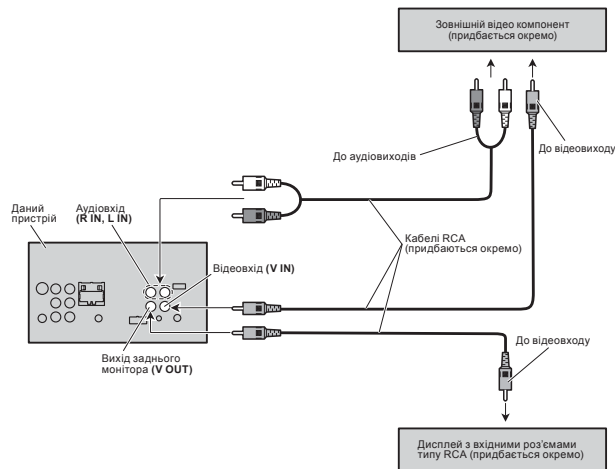 Зовнішній відео компонент
(придбається окремо)
До відеовиходу
До аудіовиходів
Даний
пристрій
Аудіовхід
(R IN, L IN)
Кабелі RCA
(придбаються окремо)
Відеовхід (V IN)
Вихід заднього
монітора (V OUT)
До відеовходу
Дисплей з вхідними роз'ємами
типу RCA (придбається окремо)